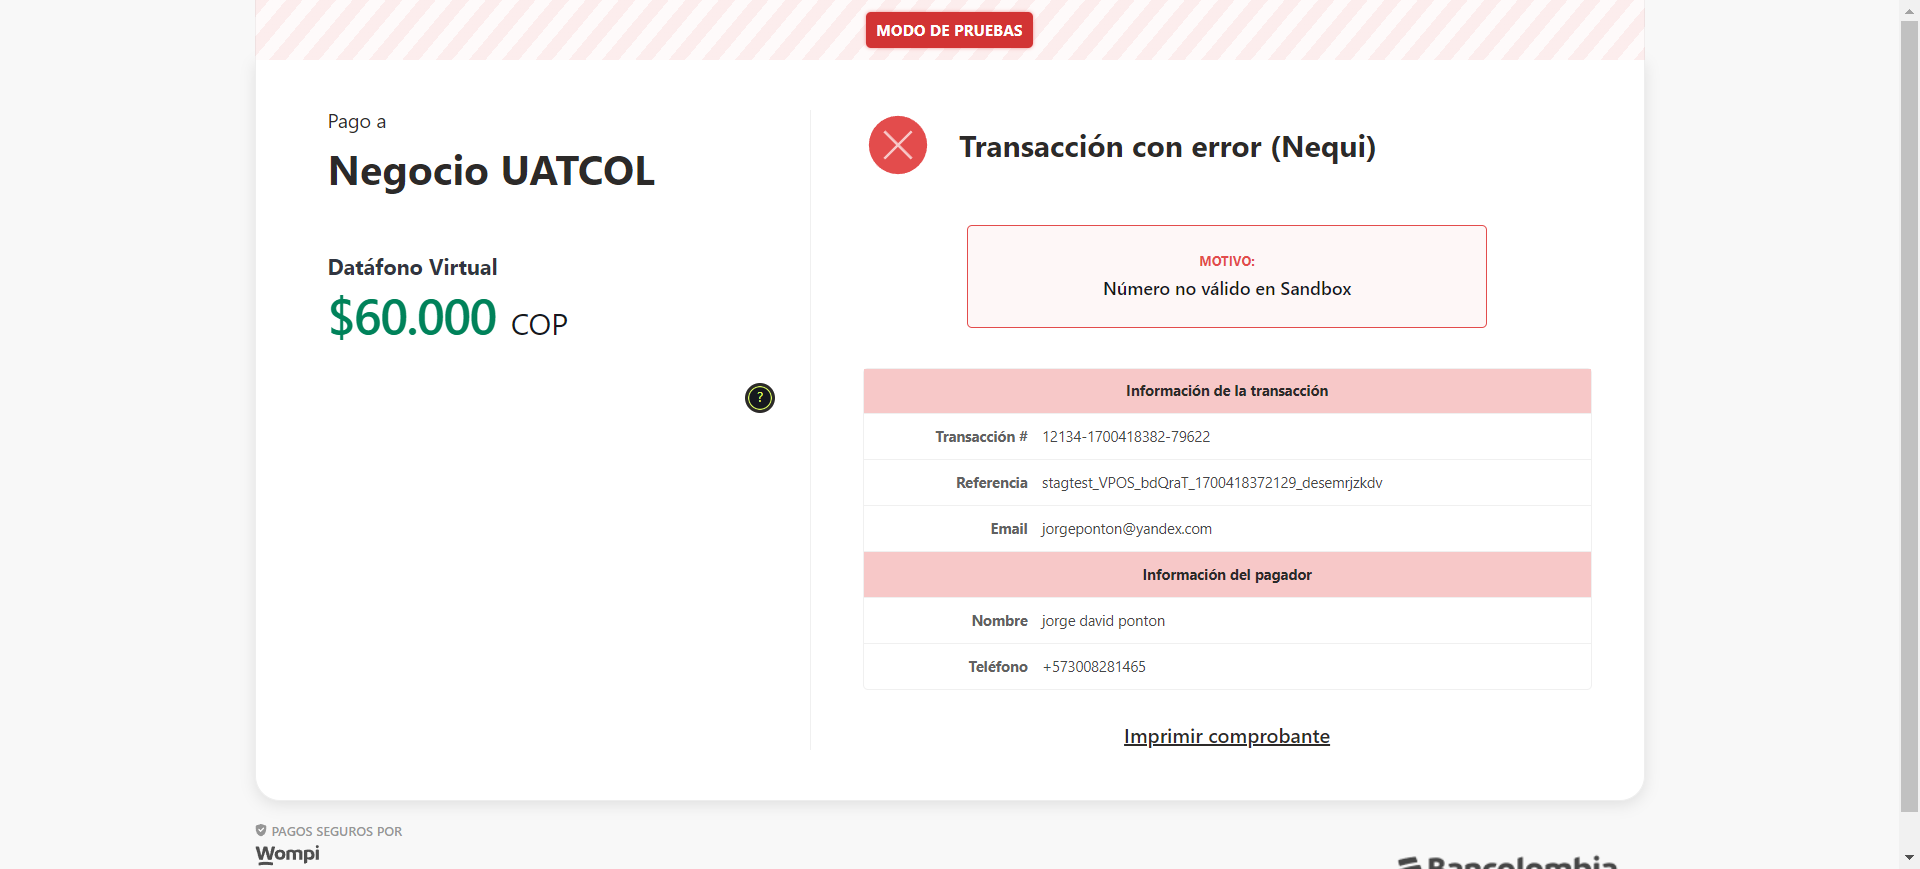 MODO DE PRUEBAS
Pago a
Negocio UATCOL
Datáfono Virtual
$60.000 COP
?
Transacción con error (Nequi)
MOTIVO:
Número no válido en Sandbox
Información de la transacción
Transacción # 12134-1700418382-79622
Referencia stagtest_VPOS_bdQraT_1700418372129_desemrjzkdv
Email jorgeponton@yandex.com
Información del pagador
Nombre jorge david ponton
Teléfono +573008281465
Imprimir comprobante
PAGOS SEGUROS POR
Wompi
Bancolombia